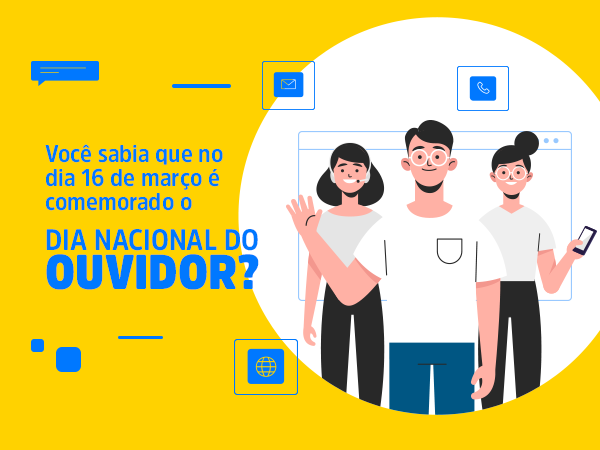 Você sabia que no
dia 16 de março é
comemorado o
DIA NACIONAL DO
OUVIDOR?